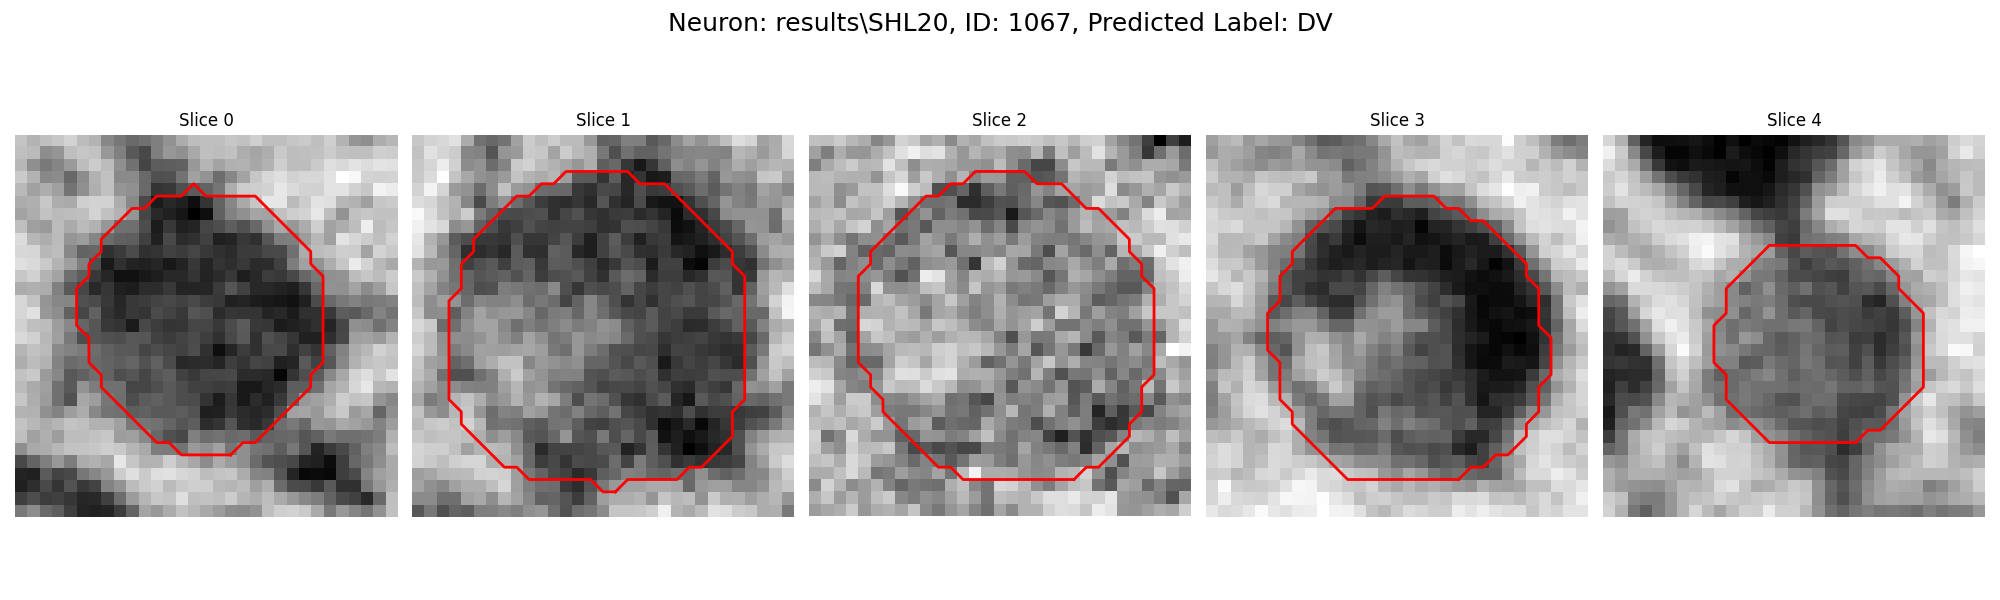 Neuron: results\SHL20, ID: 1067, Predicted Label: DV
Slice 0
Slice 1
Slice 2
Slice 3
Slice 4